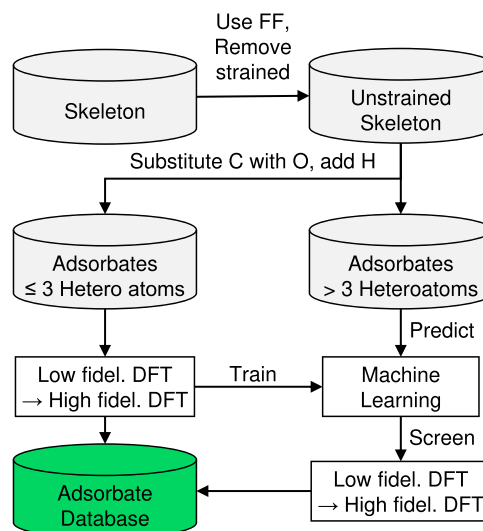 Use FF,
Remove
strained
Skeleton
Unstrained
Skeleton
Substitute C with O, add H
Adsorbates
≤ 3 Hetero atoms
Adsorbates
> 3 Heteroatoms
Predict
Low fidel. DFT
→ High fidel. DFT
Train
Machine
Learning
Screen
Adsorbate
Database
Low fidel. DFT
→ High fidel. DFT